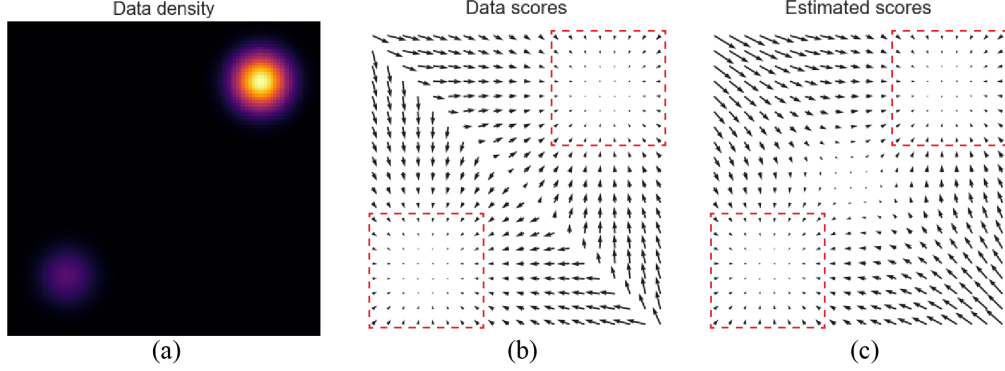 Data density
Data scores
Estimated scores
(a)
(b)
(c)